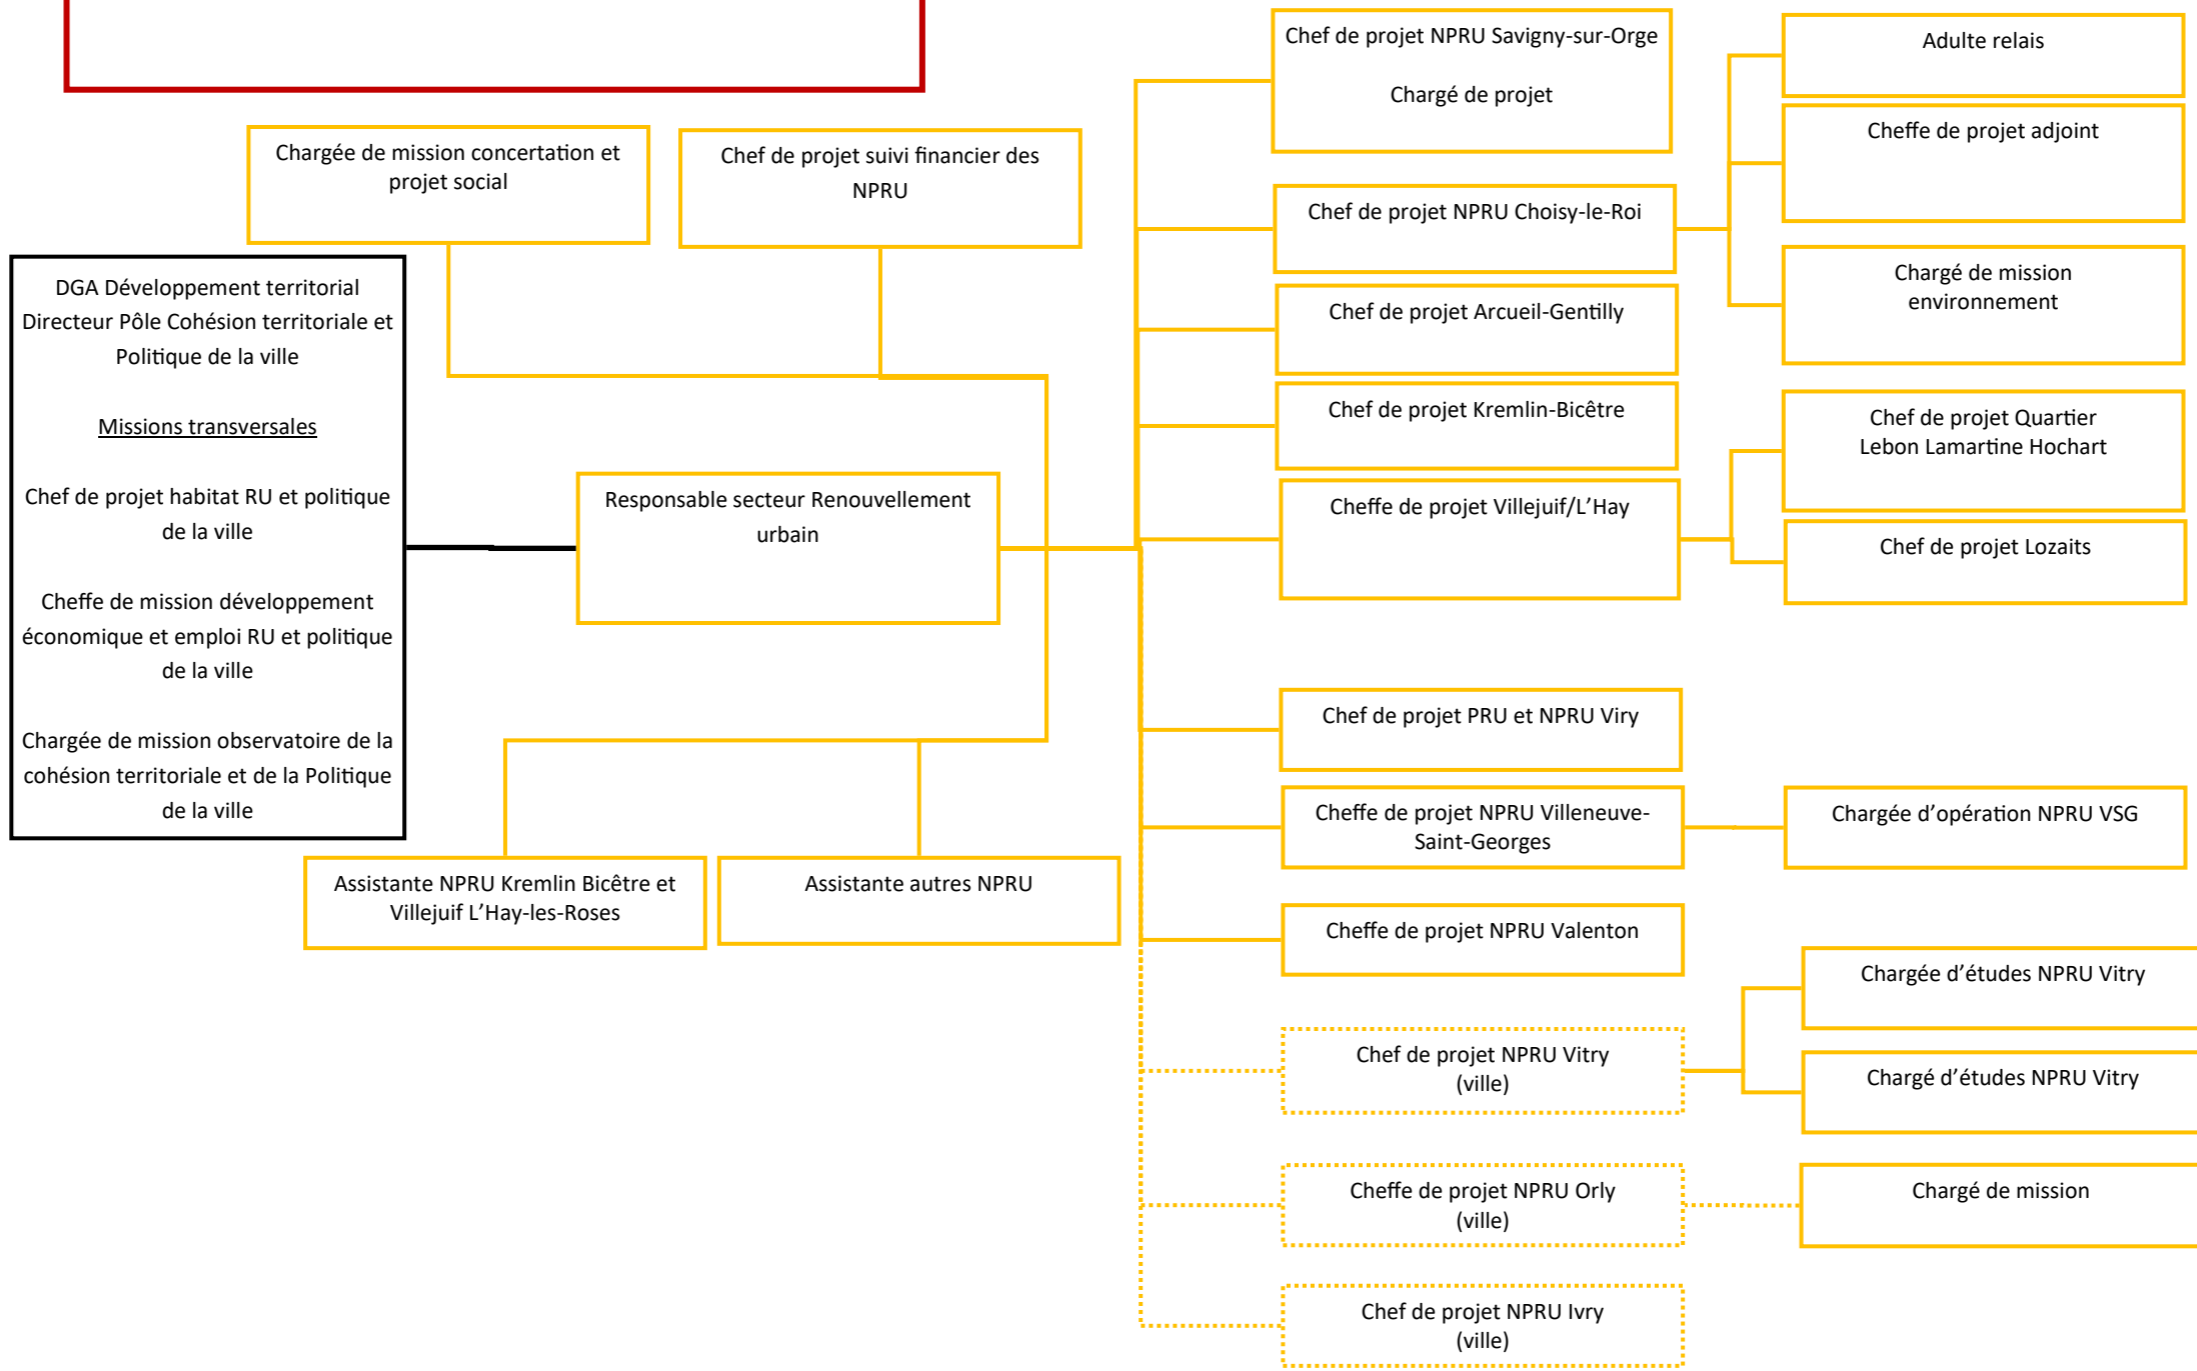 Chargée de mission concertation et
projet social
Chef de projet suivi financier des
NPRU
DGA Développement territorial
Directeur Pôle Cohésion territoriale et
Politique de la ville
Missions transversales
Chef de projet habitat RU et politique
de la ville
Cheffe de mission développement
économique et emploi RU et politique
de la ville
Chargée de mission observatoire de la
cohésion territoriale et de la Politique
de la ville
Responsable secteur Renouvellement
urbain
Assistante NPRU Kremlin Bicêtre et
Villejuif L’Hay-les-Roses
Assistante autres NPRU
Chef de projet NPRU Savigny-sur-Orge
Chargé de projet
Chef de projet NPRU Choisy-le-Roi
Adulte relais
Cheffe de projet adjoint
Chargé de mission
environnement
Chef de projet Arcueil-Gentilly
Chef de projet Kremlin-Bicêtre
Cheffe de projet Villejuif/L’Hay
Chef de projet Quartier
Lebon Lamartine Hochart
Chef de projet Lozaits
Chef de projet PRU et NPRU Viry
Cheffe de projet NPRU Villeneuve-
Saint-Georges
Chargée d’opération NPRU VSG
Cheffe de projet NPRU Valenton
Chef de projet NPRU Vitry
(ville)
Chargée d’études NPRU Vitry
Chargé d’études NPRU Vitry
Cheffe de projet NPRU Orly
(ville)
Chargé de mission
Chef de projet NPRU Ivry
(ville)